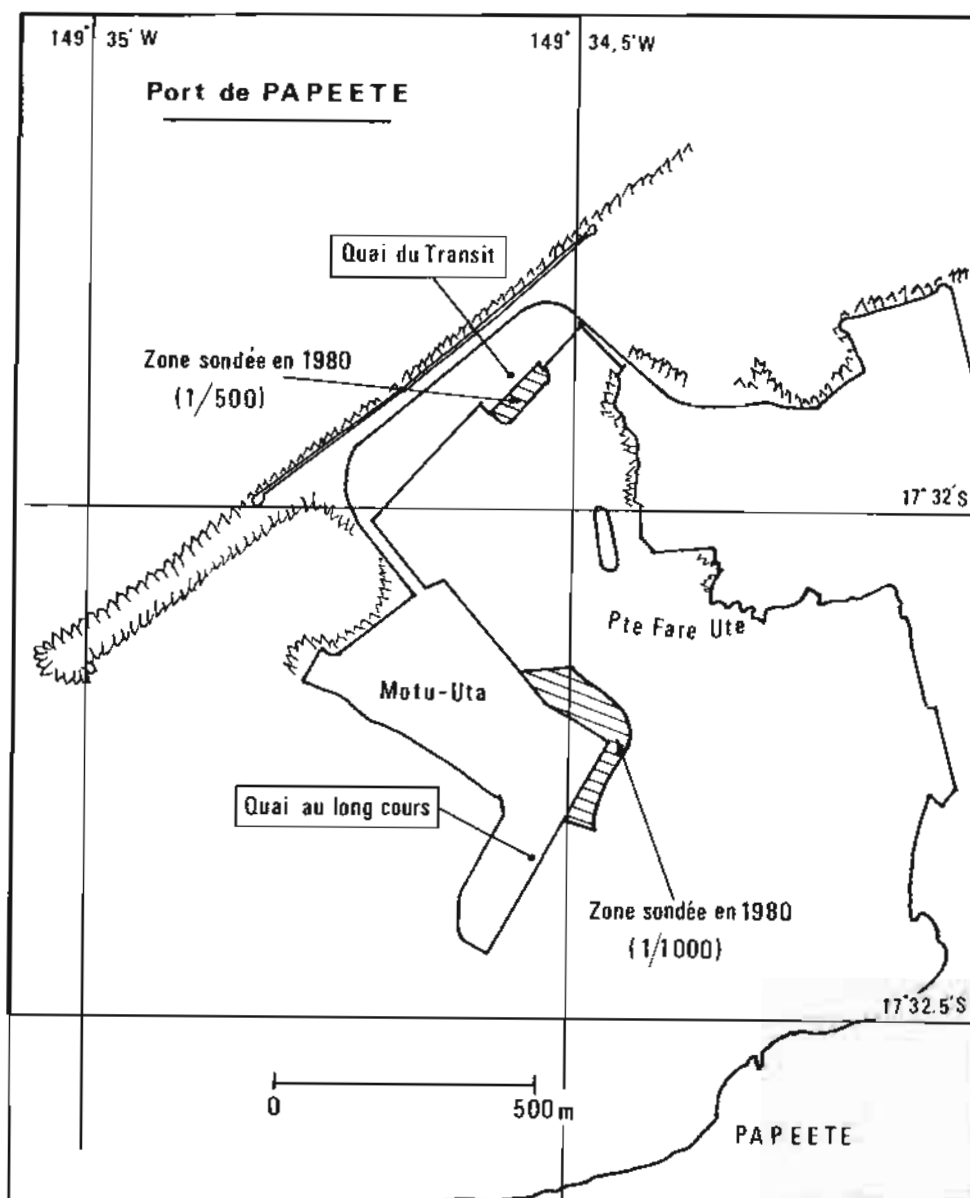 149° 35' W
149° 34,5' W
Port de PAPEETE
Quai du Transit
Zone sondée en 1980
(1/500)
17° 32' S
Pte Fare Ute
Motu-Uta
Quai au long cours
Zone sondée en 1980
(1/1000)
17° 32.5' S
0 500 m
PAPEETE